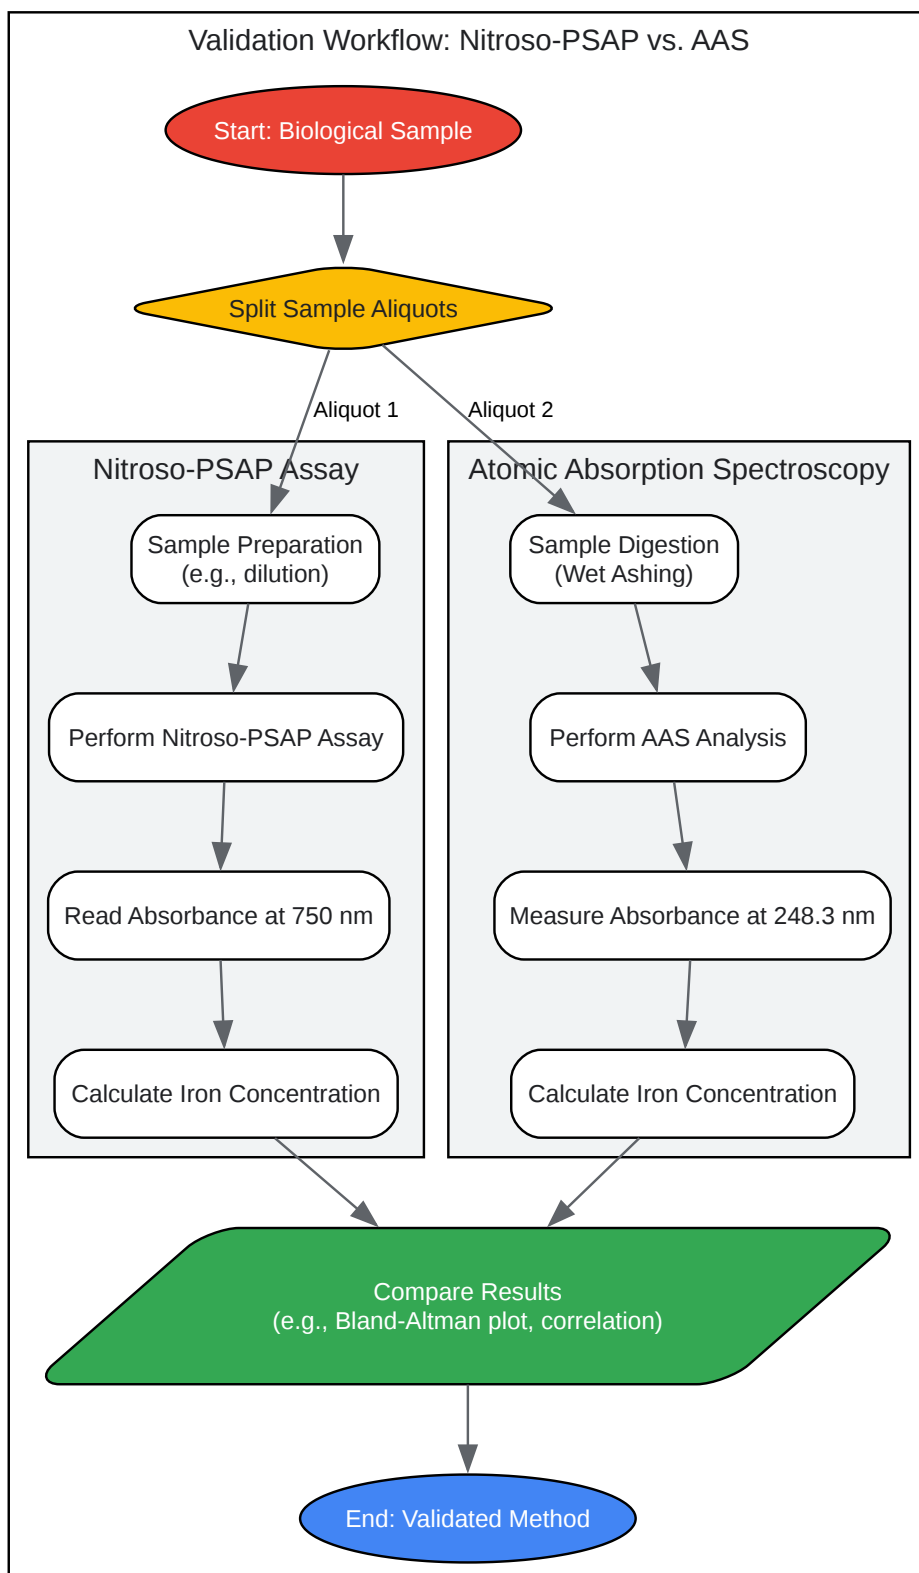 Validation Workflow: Nitroso-PSAP vs. AAS
Start: Biological Sample
Split Sample Aliquots
Aliquot 1
Aliquot 2
Nitroso-PSAP Assay
Sample Preparation
(e.g., dilution)
Perform Nitroso-PSAP Assay
Read Absorbance at 750 nm
Calculate Iron Concentration
Atomic Absorption Spectroscopy
Sample Digestion
(Wet Ashing)
Perform AAS Analysis
Measure Absorbance at 248.3 nm
Calculate Iron Concentration
Compare Results
(e.g., Bland-Altman plot, correlation)
End: Validated Method